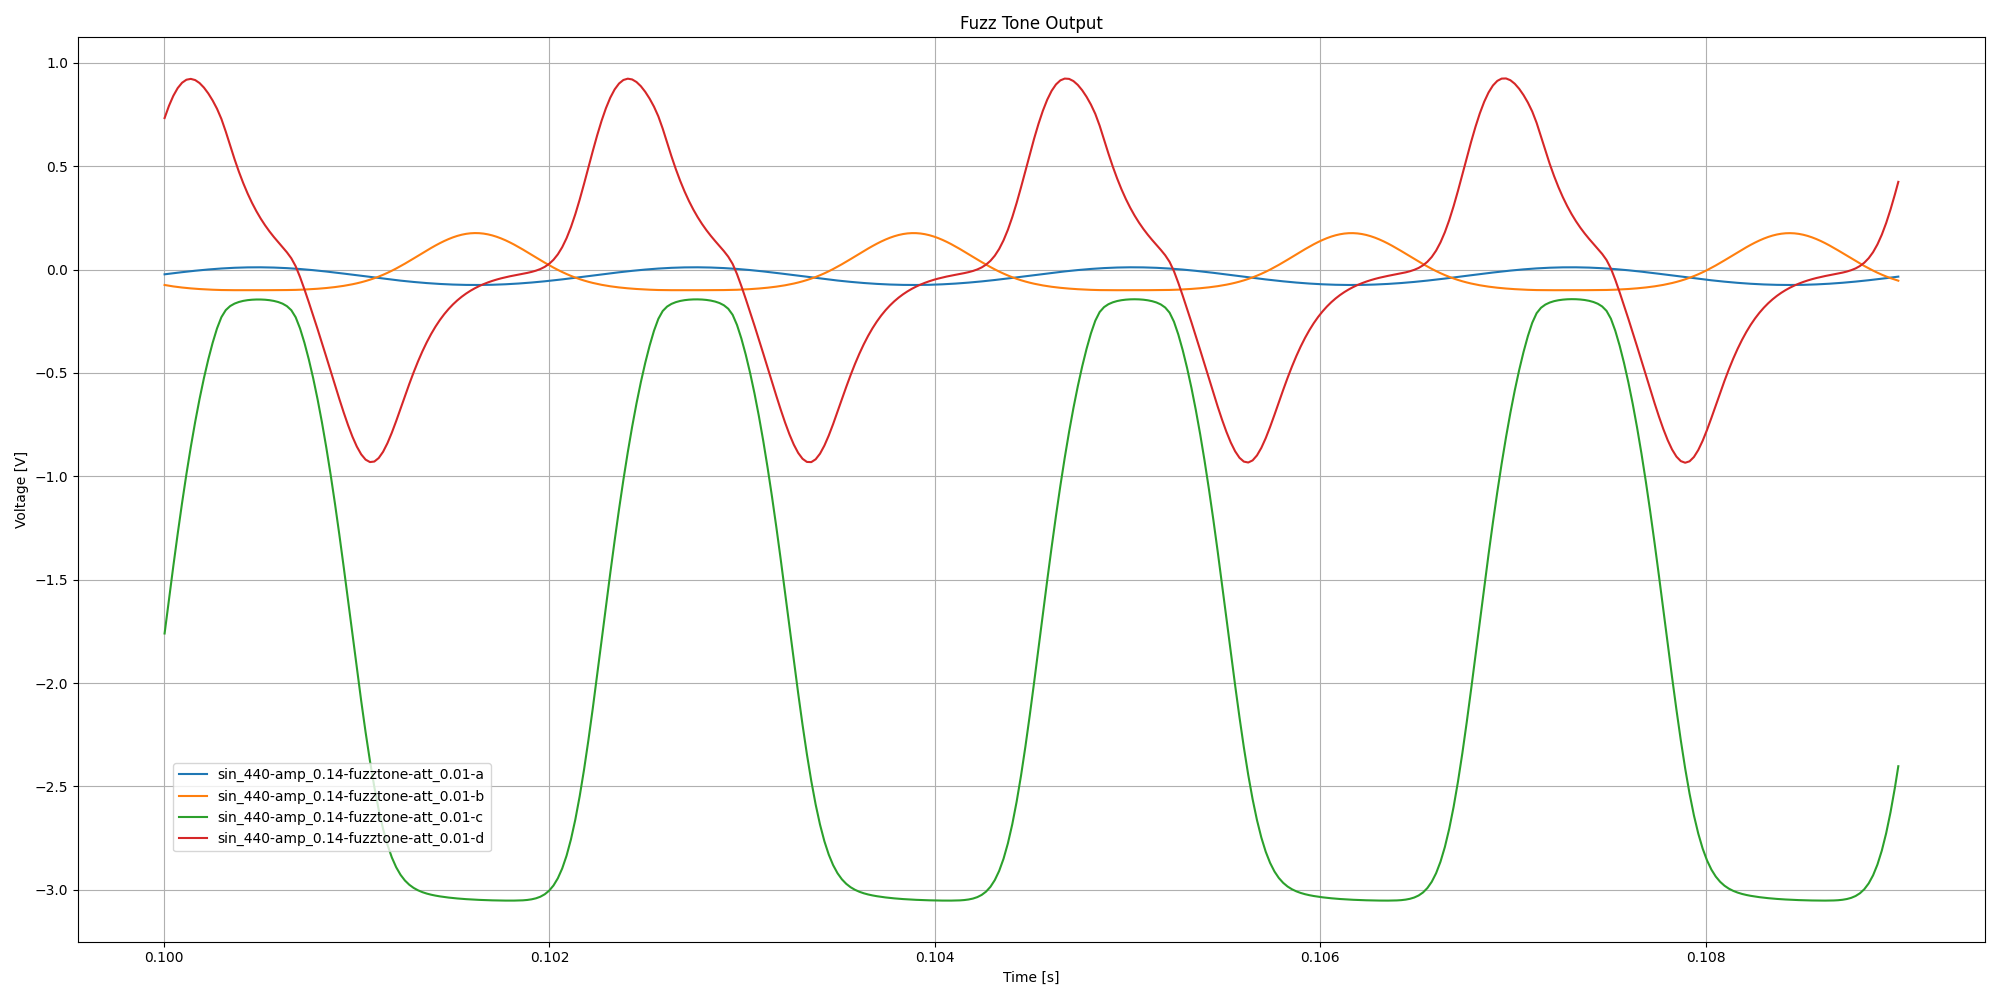 Fuzz Tone Output
1.0
0.5
0.0
−0.5
−1.0
−1.5
−2.0
−2.5
−3.0
Voltage [V]
sin_440-amp_0.14-fuzztone-att_0.01-a
sin_440-amp_0.14-fuzztone-att_0.01-b
sin_440-amp_0.14-fuzztone-att_0.01-c
sin_440-amp_0.14-fuzztone-att_0.01-d
0.100 0.102 0.104 0.106 0.108
Time [s]